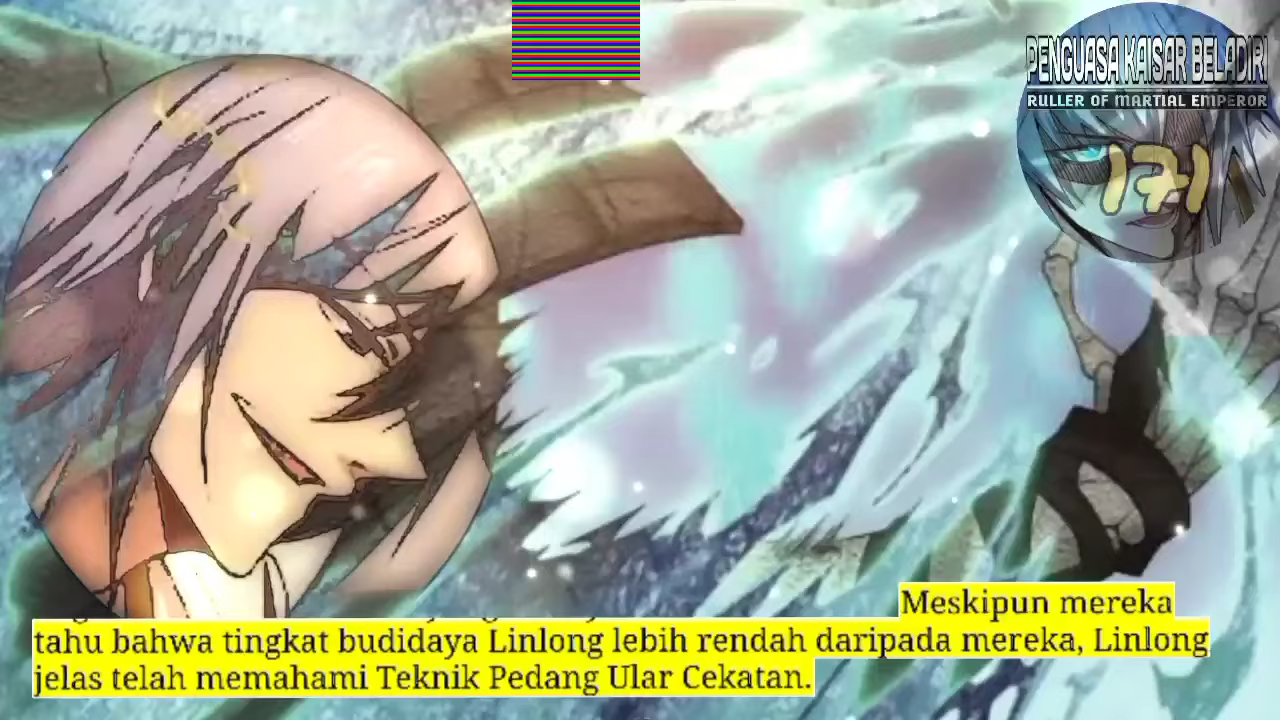 PENGUASA KAISAR BELADIRI
RULLER OF MARTIAL EMPEROR
171
Meskipun mereka
tahu bahwa tingkat budidaya Linlong lebih rendah daripada mereka, Linlong
jelas telah memahami Teknik Pedang Ular Cekatan.